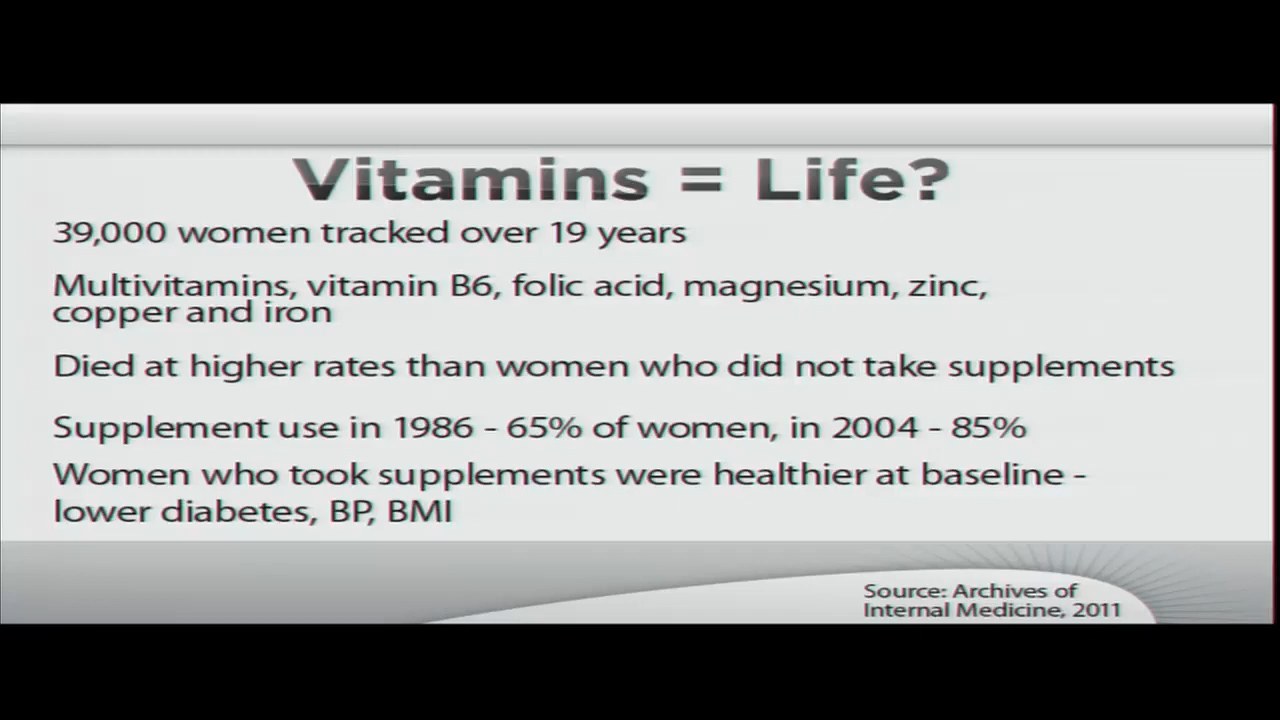 Vitamins = Life?
39,000 women tracked over 19 years
Multivitamins, vitamin B6, folic acid, magnesium, zinc,
copper and iron
Died at higher rates than women who did not take supplements
Supplement use in 1986 - 65% of women, in 2004 - 85%
Women who took supplements were healthier at baseline -
lower diabetes, BP, BMI
Source: Archives of
Internal Medicine, 2011